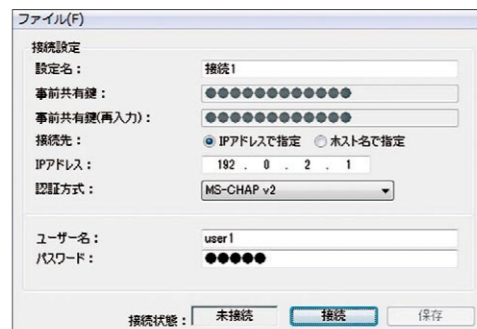 ファイル(F)
接続設定
設定名： 接続1
事前共有鍵： ●●●●●●●●●●●●
事前共有鍵(再入力)： ●●●●●●●●●●●●
接続先： IPアドレスで指定 ホスト名で指定
IPアドレス： 192 . 0 . 2 . 1
認証方式： MS-CHAP v2
ユーザー名： user1
パスワード： ●●●●●
接続状態： 未接続 接続 保存